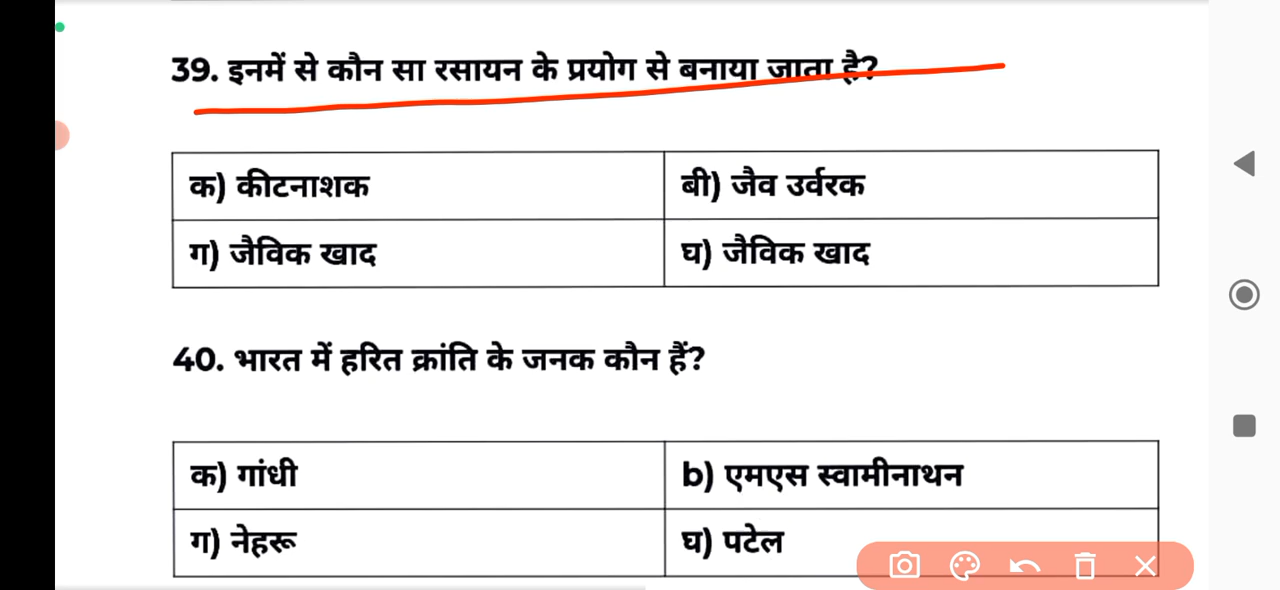 39. इनमें से कौन सा रसायन के प्रयोग से बनाया जाता है?
क) कीटनाशक
बी) जैव उर्वरक
ग) जैविक खाद
घ) जैविक खाद
40. भारत में हरित क्रांति के जनक कौन हैं?
क) गांधी
b) एमएस स्वामीनाथन
ग) नेहरू
घ) पटेल